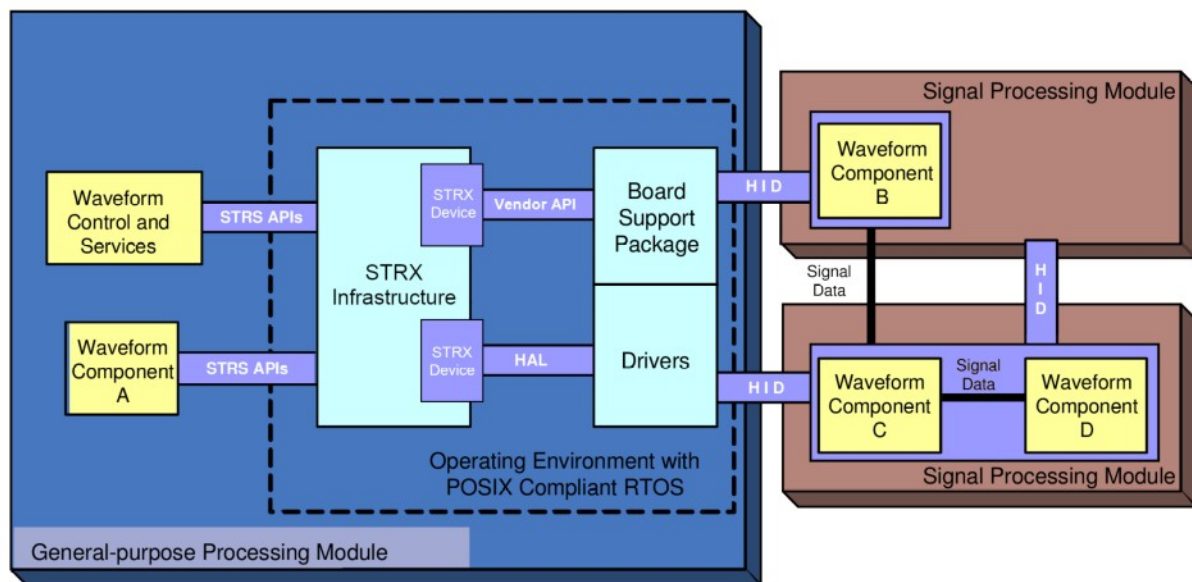 Signal Processing Module
Waveform
Component
B
HID
Board
Support
Package
Vendor API
STRX
Device
STRS APIs
Waveform
Control and
Services
STRX
Infrastructure
Signal
Data
HID
Waveform
Component
A
STRS APIs
STRX
Device
HAL
Drivers
HID
Waveform
Component
C
Signal
Data
Waveform
Component
D
Signal Processing Module
Operating Environment with
POSIX Compliant RTOS
General-purpose Processing Module